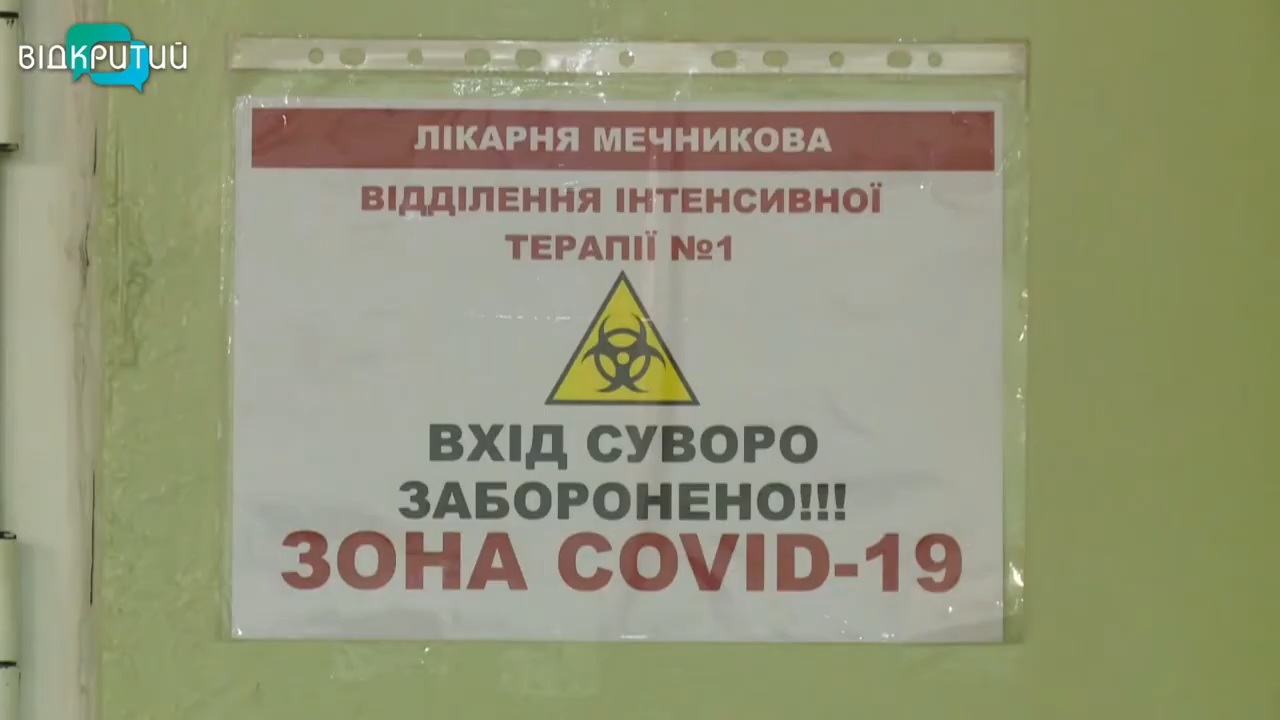 ВІДКРИТИЙ
ЛІКАРНЯ МЕЧНИКОВА
ВІДДІЛЕННЯ ІНТЕНСИВНОЇ
ТЕРАПІЇ №1
ВХІД СУВОРО
ЗАБОРОНЕНО!!!
ЗОНА COVID-19